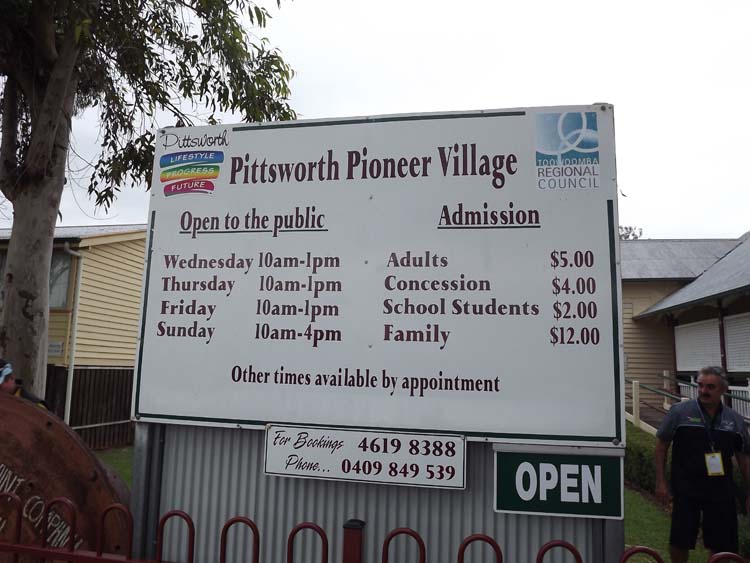 Pittsworth
LIFESTYLE
PROGRESS
FUTURE
Pittsworth Pioneer Village
TOOWOOMBA
REGIONAL
COUNCIL
Open to the public
Wednesday 10am-1pm
Thursday 10am-1pm
Friday 10am-1pm
Sunday 10am-4pm
Admission
Adults $5.00
Concession $4.00
School Students $2.00
Family $12.00
Other times available by appointment
For Bookings 4619 8388
Phone... 0409 849 539
OPEN